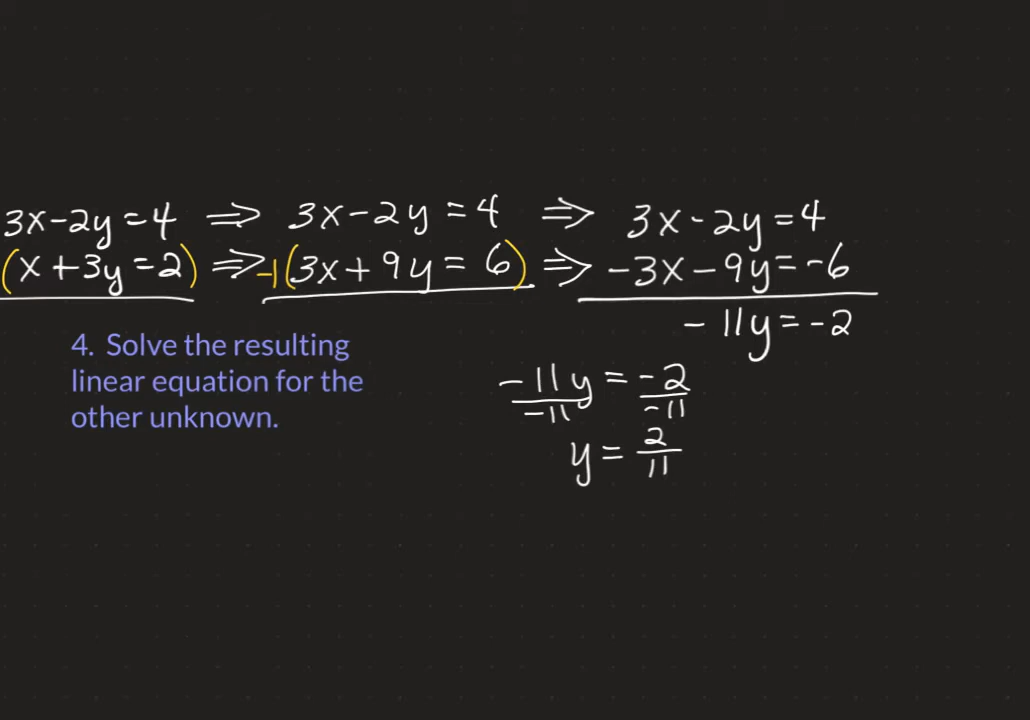 3x-2y=4 ⇒ 3x-2y=4 ⇒ 3x-2y=4
(x+3y=2) ⇒ -1(3x+9y=6) ⇒ -3x-9y=-6
-11y=-2
4. Solve the resulting
linear equation for the
other unknown.
-11y = -2
-11 -11
y = 2/11